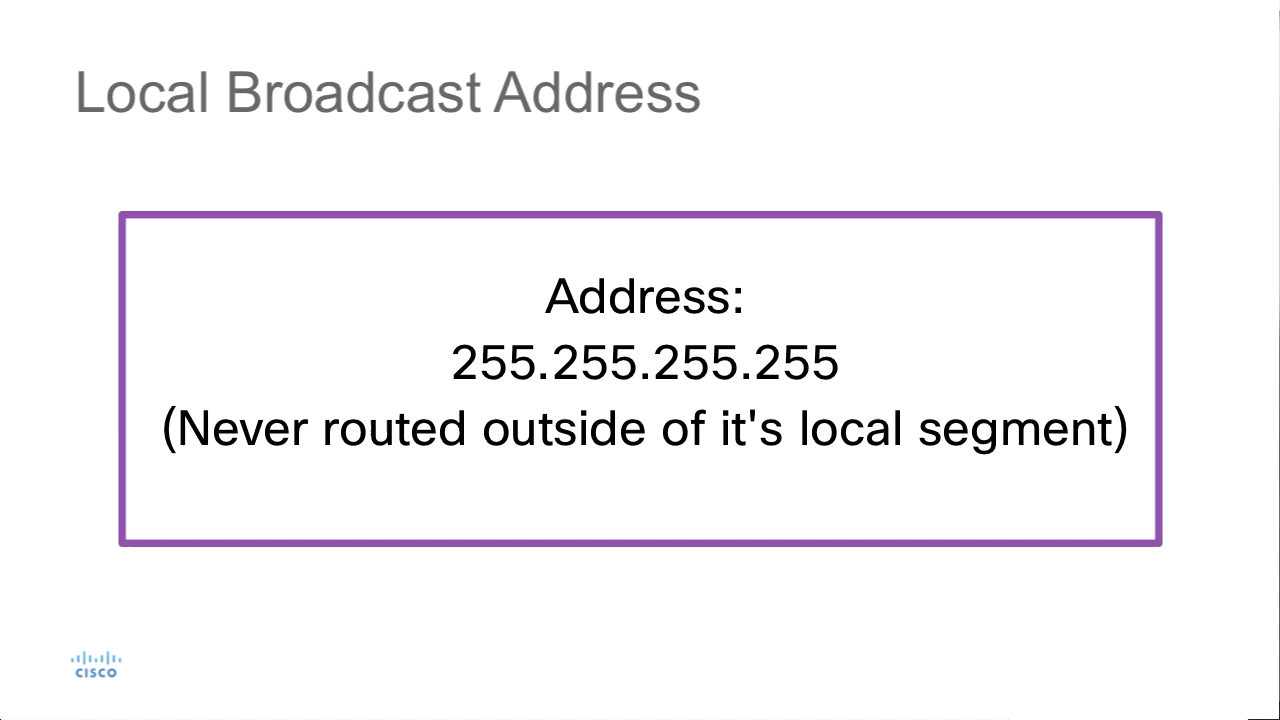 Local Broadcast Address
Address:
255.255.255.255
(Never routed outside of it's local segment)
CISCO